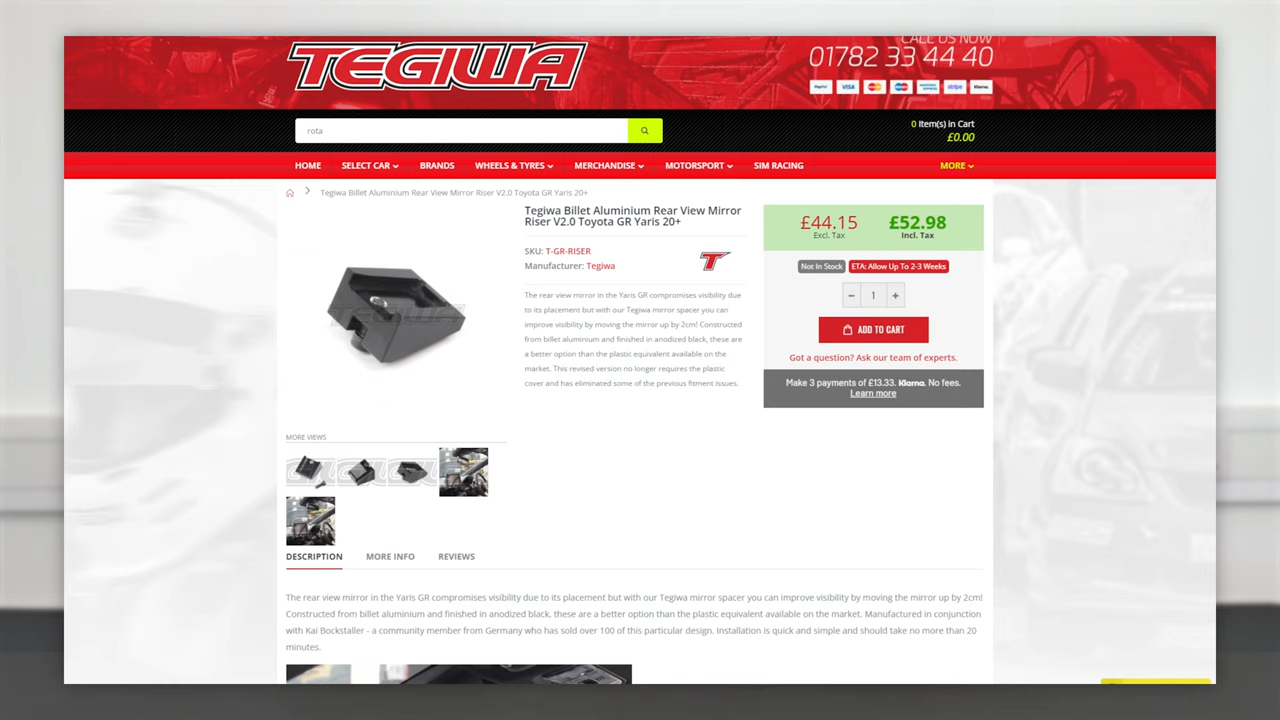 TEGIWA
CALL US NOW
01782 33 44 40
PayPal VISA stripe Klarna.
rota
0 Item(s) in Cart
£0.00
HOME SELECT CAR BRANDS WHEELS & TYRES MERCHANDISE MOTORSPORT SIM RACING MORE
Tegiwa Billet Aluminium Rear View Mirror Riser V2.0 Toyota GR Yaris 20+
Tegiwa Billet Aluminium Rear View Mirror
Riser V2.0 Toyota GR Yaris 20+
SKU: T-GR-RISER
Manufacturer: Tegiwa
The rear view mirror in the Yaris GR compromises visibility due
to its placement but with our Tegiwa mirror spacer you can
improve visibility by moving the mirror up by 2cm! Constructed
from billet aluminium and finished in anodized black, these are
a better option than the plastic equivalent available on the
market. This revised version no longer requires the plastic
cover and has eliminated some of the previous fitment issues.
£44.15 £52.98
Excl. Tax Incl. Tax
Not In Stock ETA: Allow Up To 2-3 Weeks
− 1 +
ADD TO CART
Got a question? Ask our team of experts.
Make 3 payments of £13.33. Klarna. No fees.
Learn more
TEGIWA
MORE VIEWS
TEGIWA
DESCRIPTION MORE INFO REVIEWS
The rear view mirror in the Yaris GR compromises visibility due to its placement but with our Tegiwa mirror spacer you can improve visibility by moving the mirror up by 2cm!
Constructed from billet aluminium and finished in anodized black, these are a better option than the plastic equivalent available on the market. Manufactured in conjunction
with Kai Bockstaller - a community member from Germany who has sold over 100 of this particular design. Installation is quick and simple and should take no more than 20
minutes.